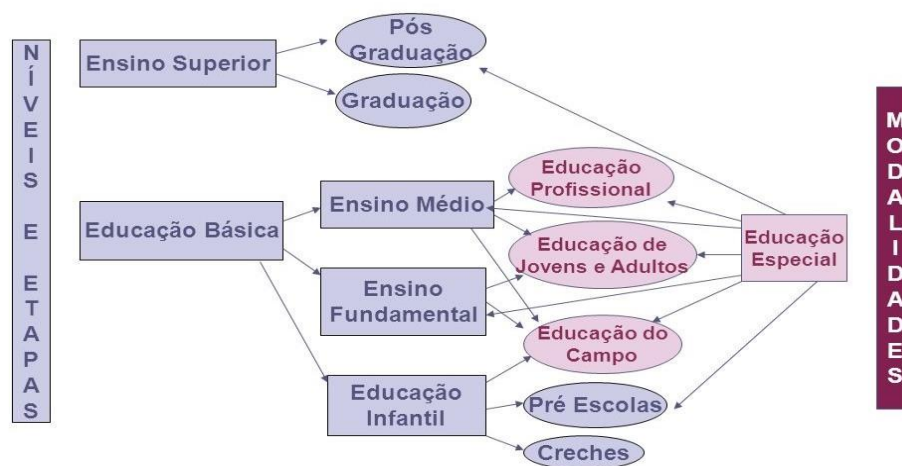 NÍVEIS E ETAPAS
Ensino Superior
Pós
Graduação
Graduação
Educação Básica
Ensino Médio
Ensino
Fundamental
Educação
Infantil
Educação
Profissional
Educação de
Jovens e Adultos
Educação do
Campo
Pré Escolas
Creches
Educação
Especial
MODALIDADES